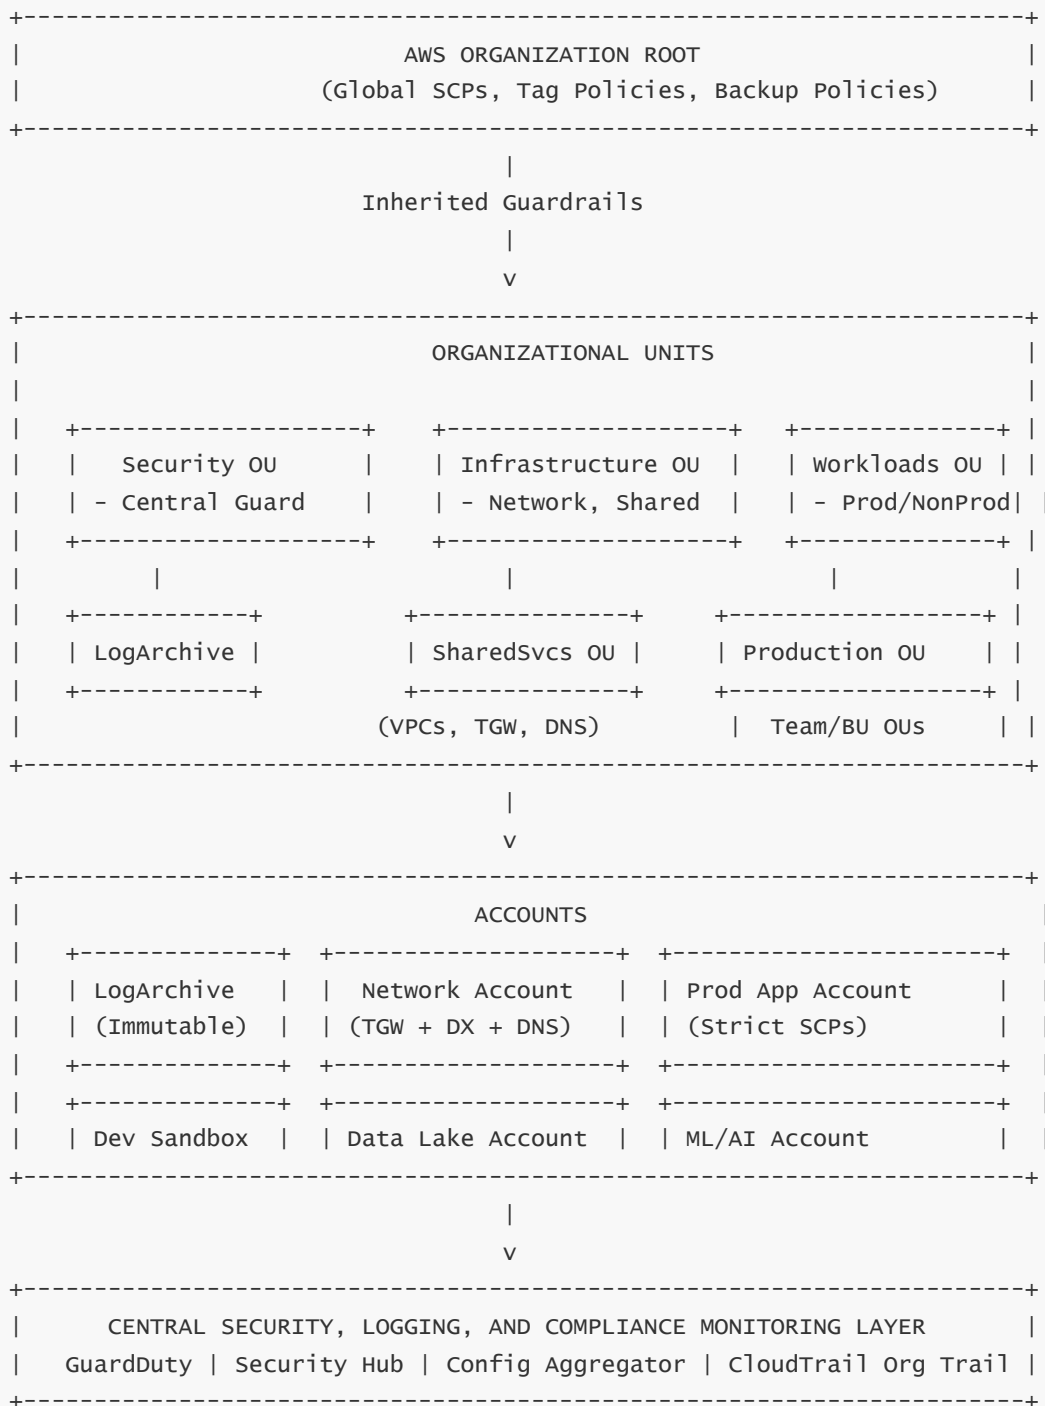 AWS ORGANIZATION ROOT
(Global SCPs, Tag Policies, Backup Policies)
Inherited Guardrails
v
ORGANIZATIONAL UNITS
Security OU | Infrastructure OU | Workloads OU
- Central Guard | - Network, Shared | - Prod/NonProd
LogArchive | SharedSvcs OU | Production OU
(VPCs, TGW, DNS) | Team/BU OUs
v
ACCOUNTS
LogArchive | Network Account | Prod App Account
(Immutable) | (TGW + DX + DNS) | (Strict SCPs)
Dev Sandbox | Data Lake Account | ML/AI Account
v
CENTRAL SECURITY, LOGGING, AND COMPLIANCE MONITORING LAYER
GuardDuty | Security Hub | Config Aggregator | CloudTrail Org Trail